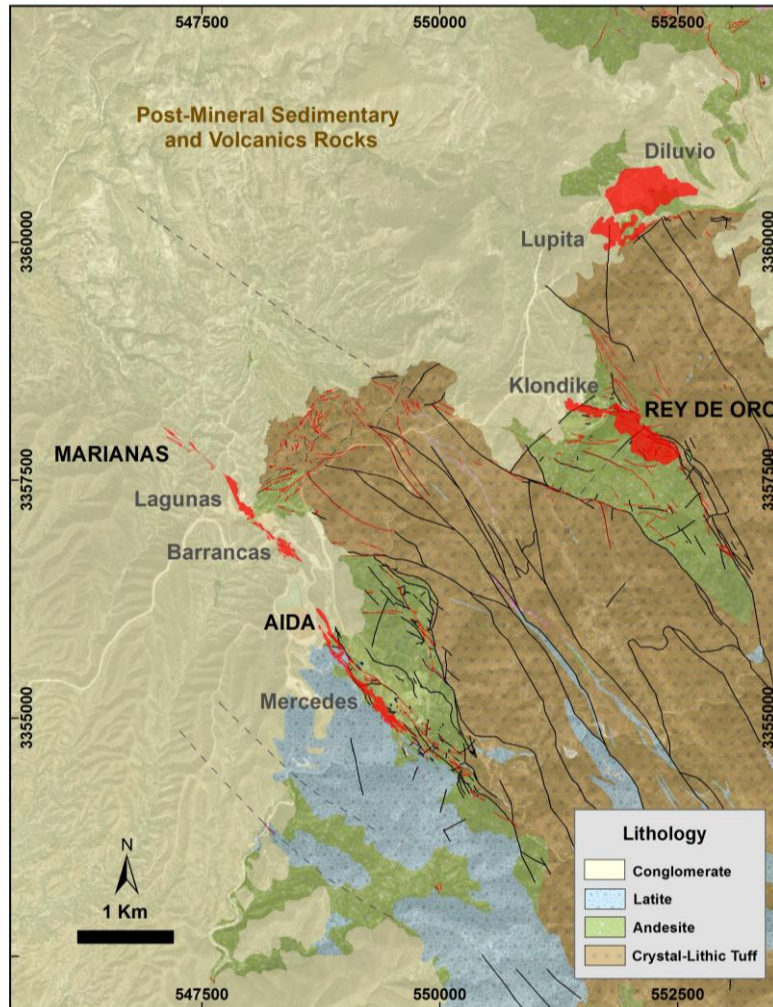 547500
550000
552500
Post-Mineral Sedimentary
and Volcanics Rocks
Diluvio
3360000
Lupita
3360000
Klondike
REY DE ORO
MARIANAS
3357500
Lagunas
3357500
Barrancas
AIDA
Mercedes
3355000
3355000
N
1 Km
Lithology
Conglomerate
Latite
Andesite
Crystal-Lithic Tuff
547500
550000
552500